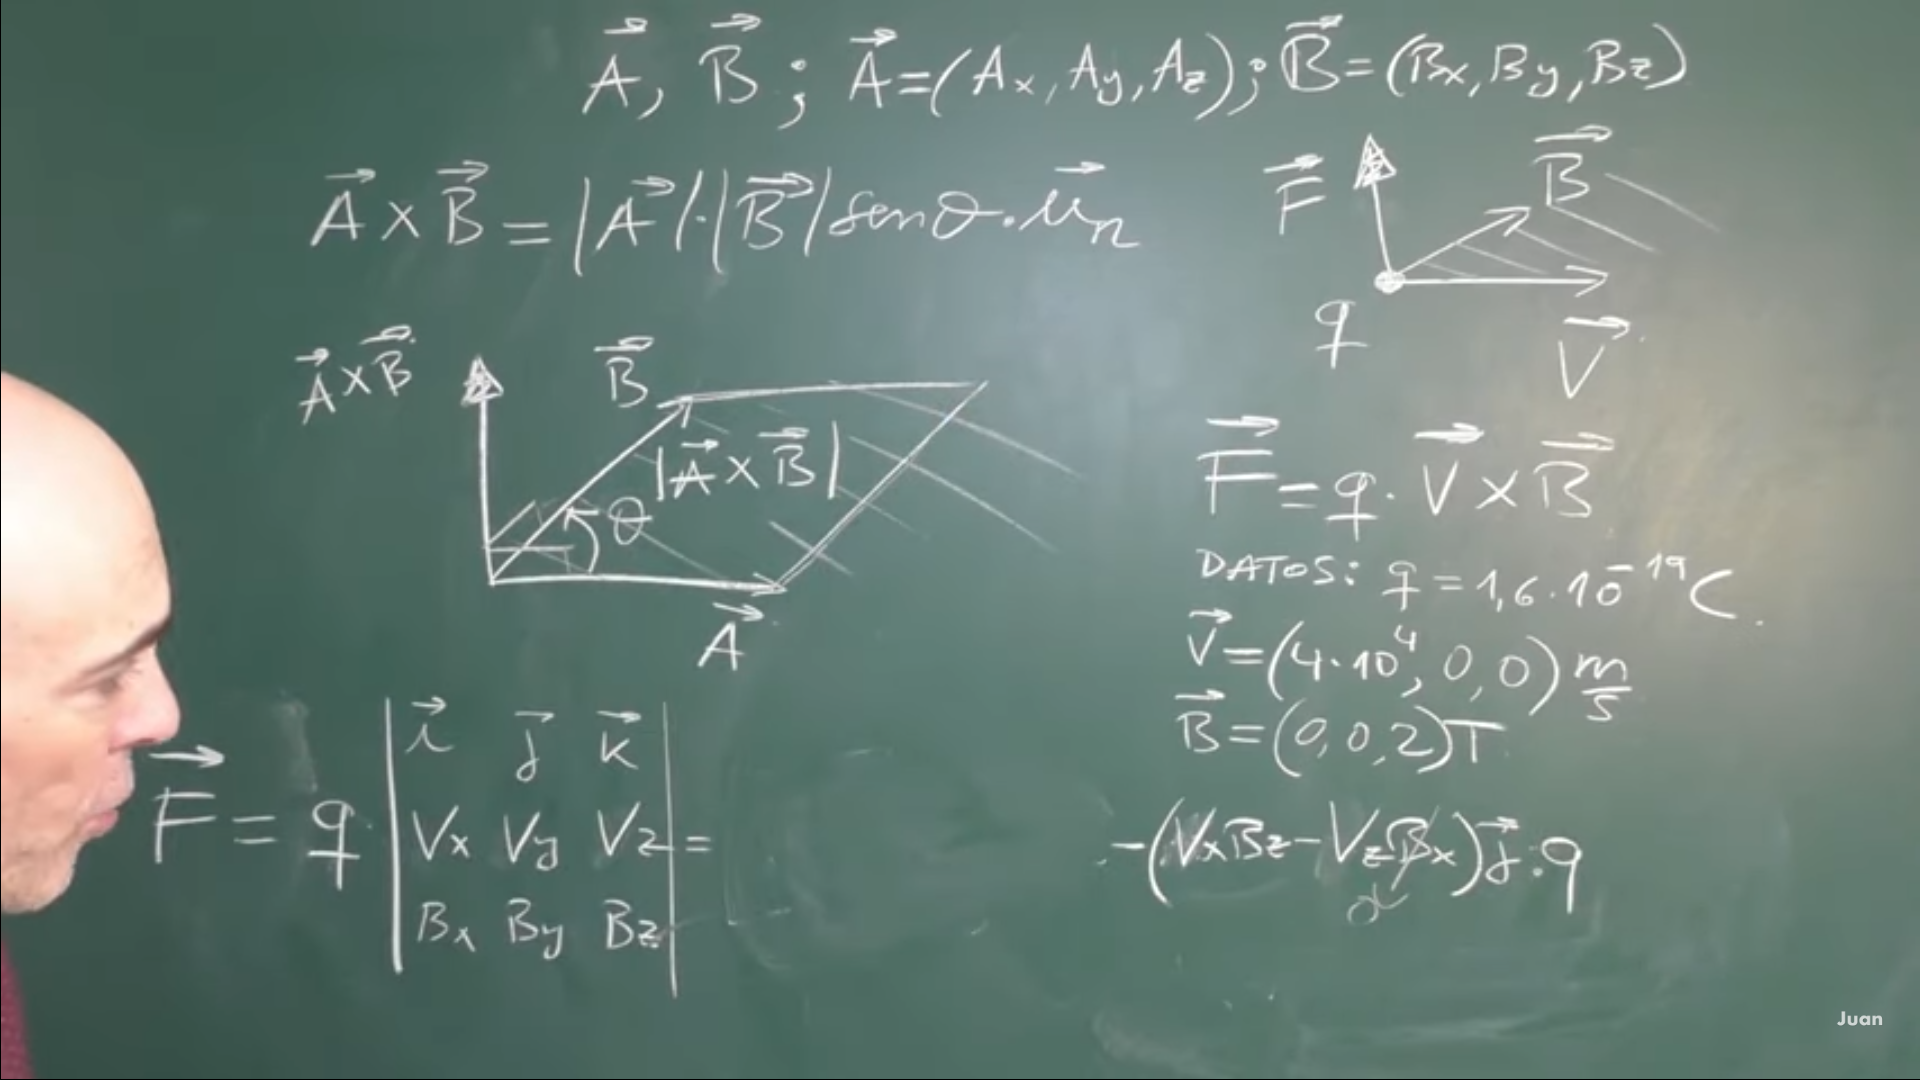 A⃗, B⃗ ; A⃗=(Ax, Ay, Az); B⃗=(Bx, By, Bz)
A⃗ x B⃗ = |A⃗|·|B⃗| senθ · u⃗n
F⃗
B⃗
q
V⃗
A⃗ x B⃗
B⃗
|A⃗ x B⃗|
θ
A⃗
F⃗ = q · V⃗ x B⃗
DATOS: q = 1,6 · 10⁻¹⁹ C.
V⃗ = (4·10⁴, 0, 0) m/s
B⃗ = (0, 0, 2) T
F⃗ = q · | i⃗ j⃗ k⃗ |
| Vx Vy Vz | =
| Bx By Bz |
-(VxBz - VzBx) j⃗ · q
0
Juan